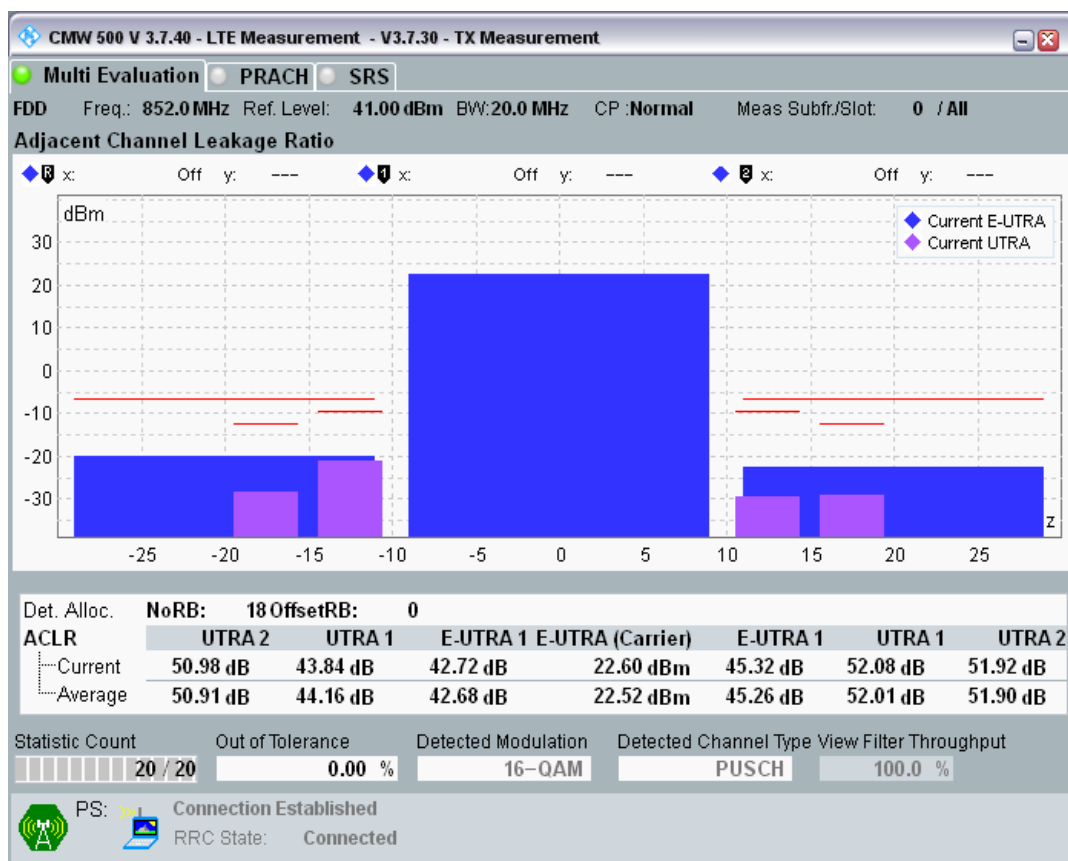 CMW 500 V 3.7.40 - LTE Measurement - V3.7.30 - TX Measurement
Multi Evaluation PRACH SRS
FDD Freq.: 852.0 MHz Ref. Level: 41.00 dBm BW:20.0 MHz CP :Normal Meas Subfr./Slot: 0 / All
Adjacent Channel Leakage Ratio
R x: Off y: --- 1 x: Off y: --- 2 x: Off y: ---
dBm
Current E-UTRA
Current UTRA
30
20
10
0
-10
-20
-30
z
-25 -20 -15 -10 -5 0 5 10 15 20 25
Det. Alloc. NoRB: 18 OffsetRB: 0
ACLR UTRA 2 UTRA 1 E-UTRA 1 E-UTRA (Carrier) E-UTRA 1 UTRA 1 UTRA 2
Current 50.98 dB 43.84 dB 42.72 dB 22.60 dBm 45.32 dB 52.08 dB 51.92 dB
Average 50.91 dB 44.16 dB 42.68 dB 22.52 dBm 45.26 dB 52.01 dB 51.90 dB
Statistic Count Out of Tolerance Detected Modulation Detected Channel Type View Filter Throughput
20 / 20 0.00 % 16-QAM PUSCH 100.0 %
PS: Connection Established
RRC State: Connected